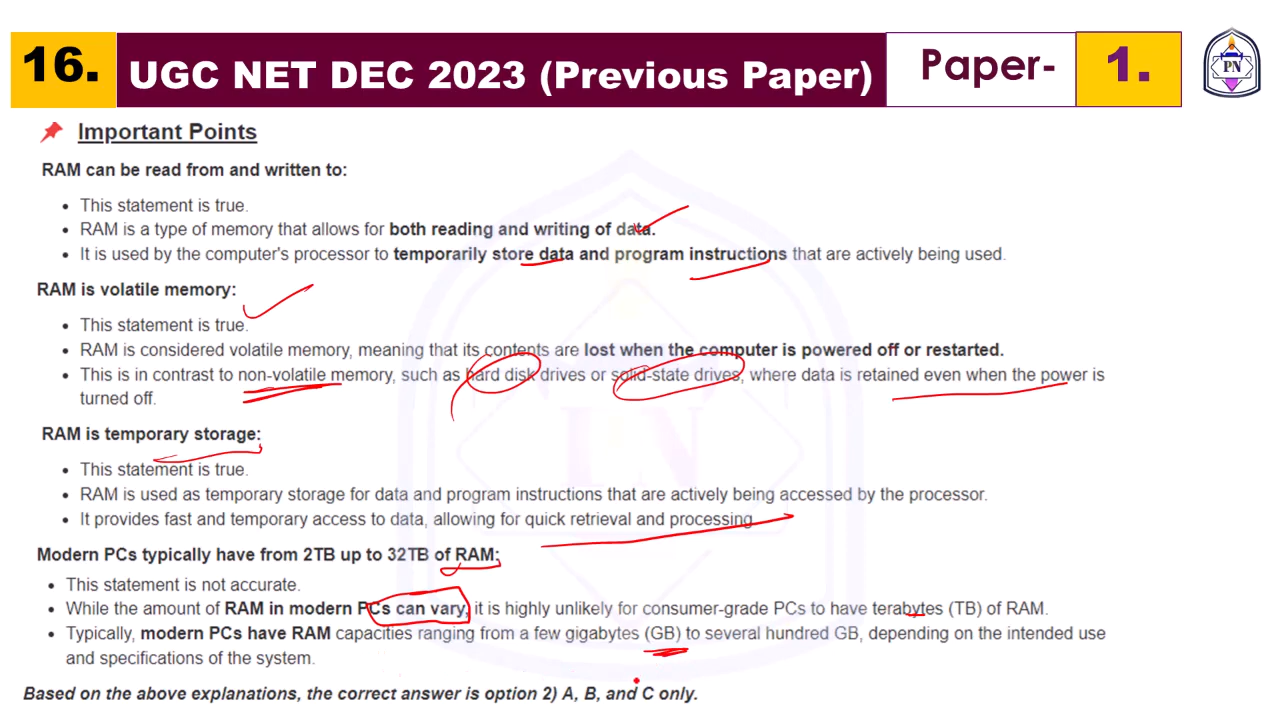 16.
UGC NET DEC 2023 (Previous Paper)
Paper-
1.
PN
Important Points
RAM can be read from and written to:
• This statement is true.
• RAM is a type of memory that allows for both reading and writing of data.
• It is used by the computer's processor to temporarily store data and program instructions that are actively being used.
RAM is volatile memory:
• This statement is true.
• RAM is considered volatile memory, meaning that its contents are lost when the computer is powered off or restarted.
• This is in contrast to non-volatile memory, such as hard disk drives or solid-state drives, where data is retained even when the power is
turned off.
RAM is temporary storage:
• This statement is true.
• RAM is used as temporary storage for data and program instructions that are actively being accessed by the processor.
• It provides fast and temporary access to data, allowing for quick retrieval and processing.
Modern PCs typically have from 2TB up to 32TB of RAM:
• This statement is not accurate.
• While the amount of RAM in modern PCs can vary, it is highly unlikely for consumer-grade PCs to have terabytes (TB) of RAM.
• Typically, modern PCs have RAM capacities ranging from a few gigabytes (GB) to several hundred GB, depending on the intended use
and specifications of the system.
Based on the above explanations, the correct answer is option 2) A, B, and C only.
PN